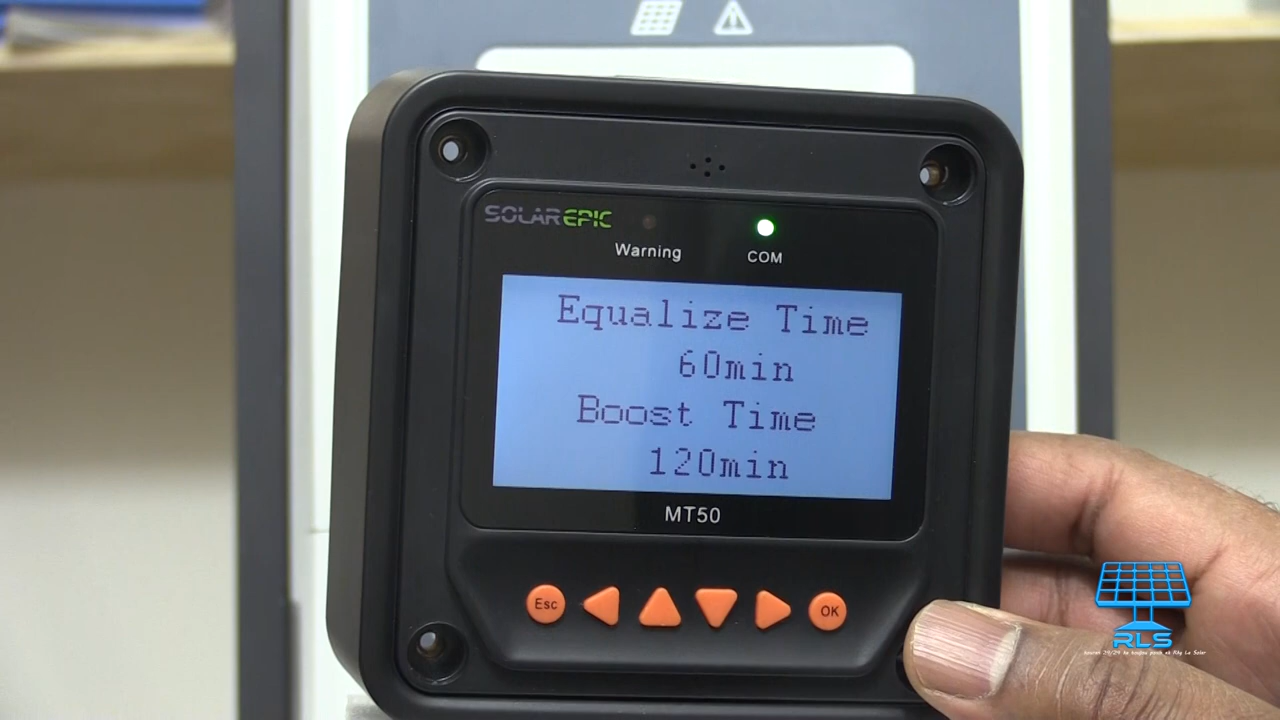 SOLAREPIC
Warning
COM
Equalize Time
60min
Boost Time
120min
MT50
Esc
OK
RLS